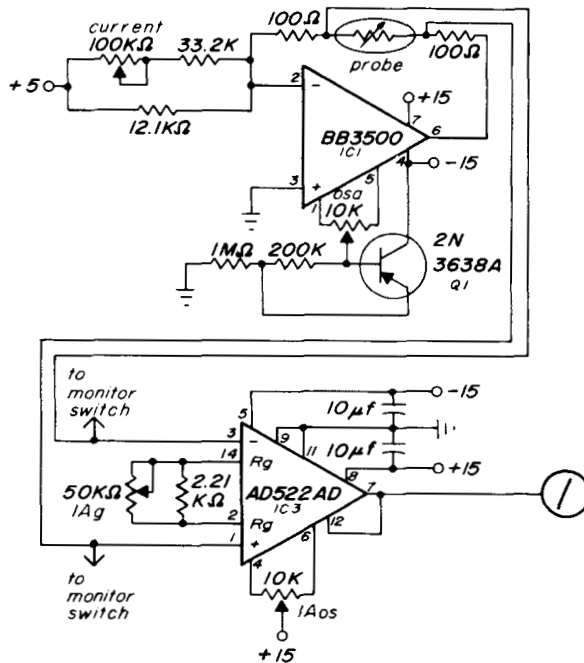 current
100KΩ
33.2K
100Ω
probe
100Ω
+5
12.1KΩ
2
−
+15
7
BB3500
IC1
6
4
−15
3
+
1
osa
10K
5
1MΩ
200K
2N
3638A
Q1
to
monitor
switch
5
−15
10μf
3
−
9
11
10μf
14
Rg
8
+15
50KΩ
IAg
2.21
KΩ
AD522AD
IC3
7
2
Rg
12
1
+
6
4
to
monitor
switch
10K
IAos
+15